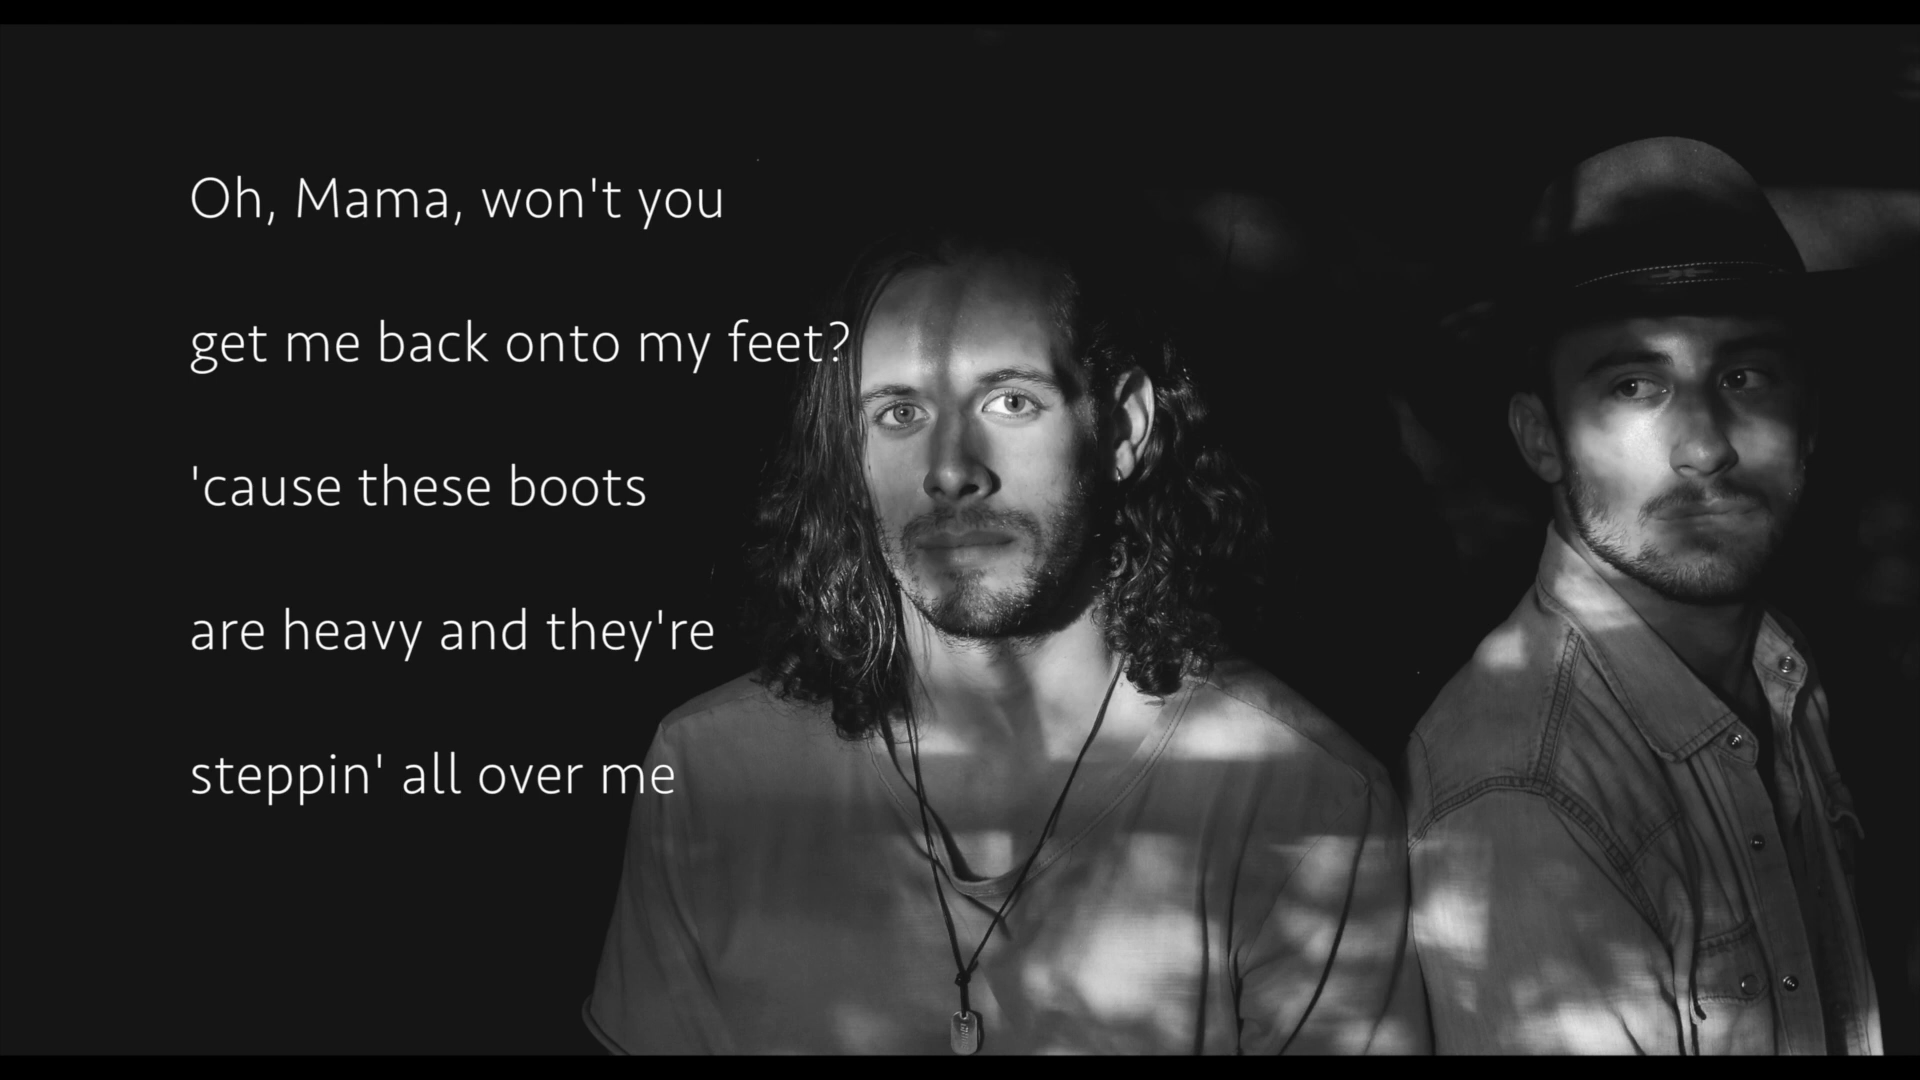 Oh, Mama, won't you
get me back onto my feet?
'cause these boots
are heavy and they're
steppin' all over me